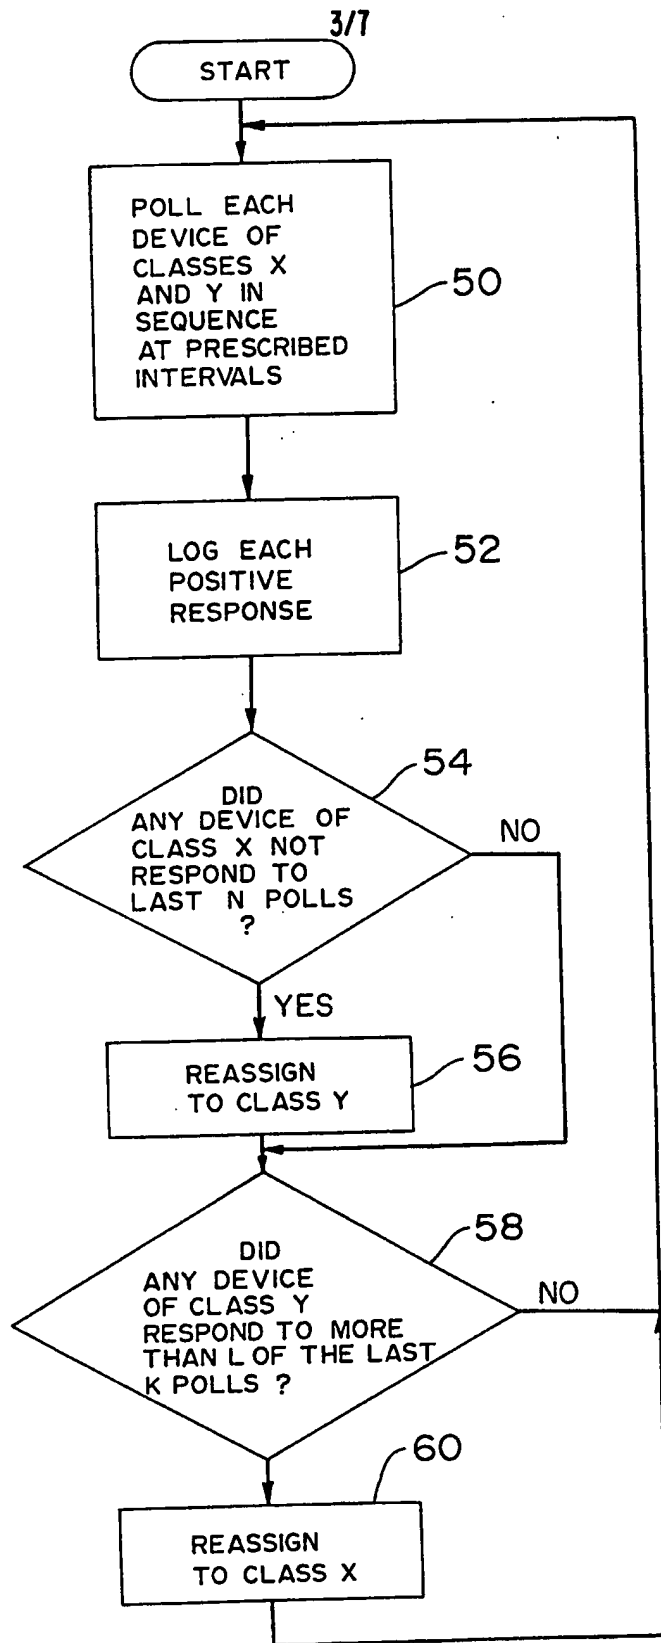 3/7
START
POLL EACH
DEVICE OF
CLASSES X
AND Y IN
SEQUENCE
AT PRESCRIBED
INTERVALS
50
LOG EACH
POSITIVE
RESPONSE
52
54
DID
ANY DEVICE OF
CLASS X NOT
RESPOND TO
LAST N POLLS
?
NO
YES
REASSIGN
TO CLASS Y
56
58
DID
ANY DEVICE
OF CLASS Y
RESPOND TO MORE
THAN L OF THE LAST
K POLLS ?
NO
60
REASSIGN
TO CLASS X